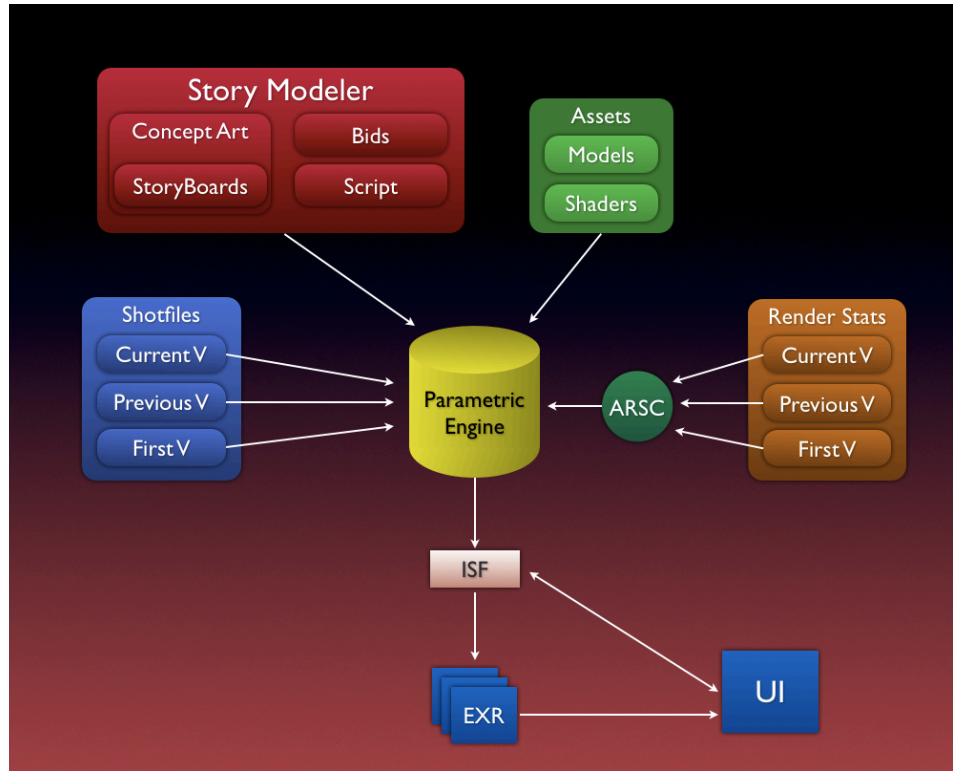 Story Modeler
Concept Art
StoryBoards
Bids
Script
Assets
Models
Shaders
Shotfiles
Current V
Previous V
First V
Parametric
Engine
ARSC
Render Stats
Current V
Previous V
First V
ISF
EXR
UI